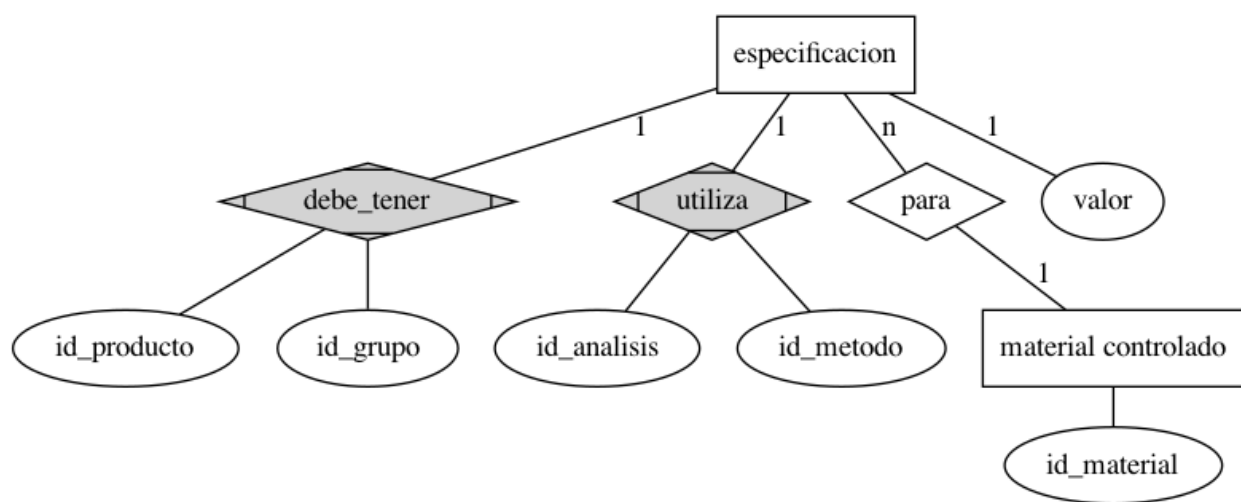 especificacion
1
1
n
1
debe_tener
utiliza
para
valor
1
id_producto
id_grupo
id_analisis
id_metodo
material controlado
id_material